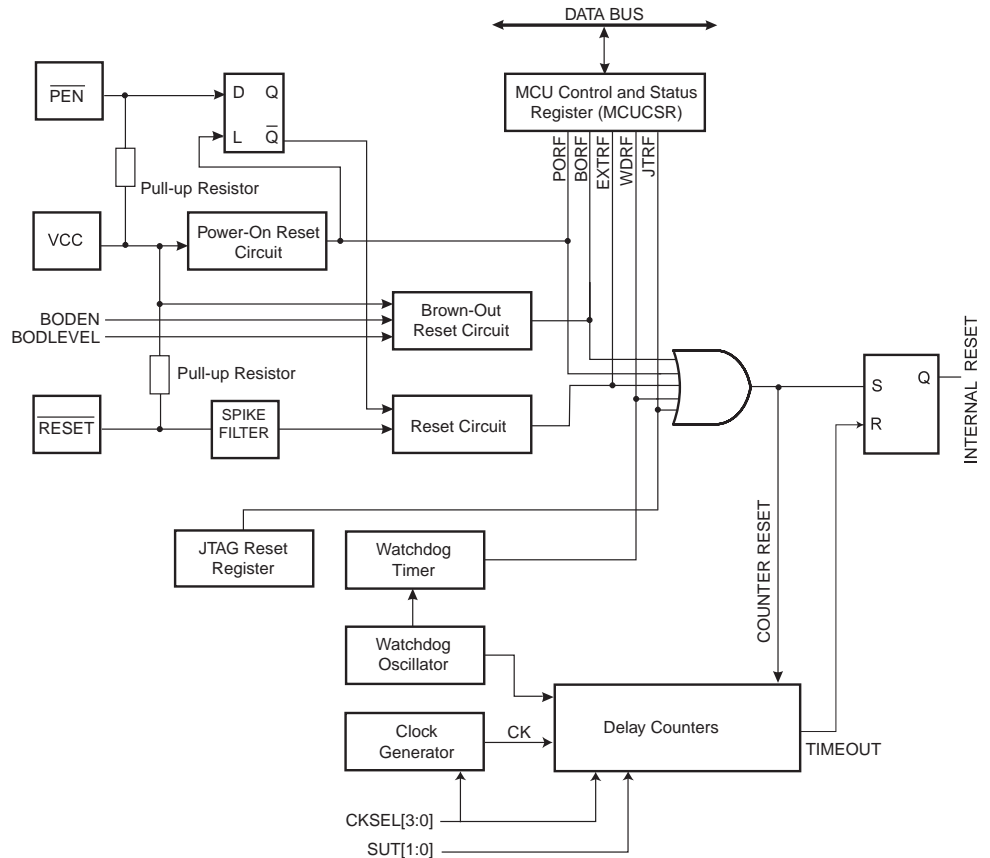 DATA BUS
PEN
D Q
L Q
MCU Control and Status
Register (MCUCSR)
PORF
BORF
EXTRF
WDRF
JTRF
Pull-up Resistor
VCC
Power-On Reset
Circuit
BODEN
BODLEVEL
Brown-Out
Reset Circuit
Pull-up Resistor
RESET
SPIKE
FILTER
Reset Circuit
S Q
R
INTERNAL RESET
JTAG Reset
Register
Watchdog
Timer
COUNTER RESET
Watchdog
Oscillator
Clock
Generator
CK
Delay Counters
TIMEOUT
CKSEL[3:0]
SUT[1:0]